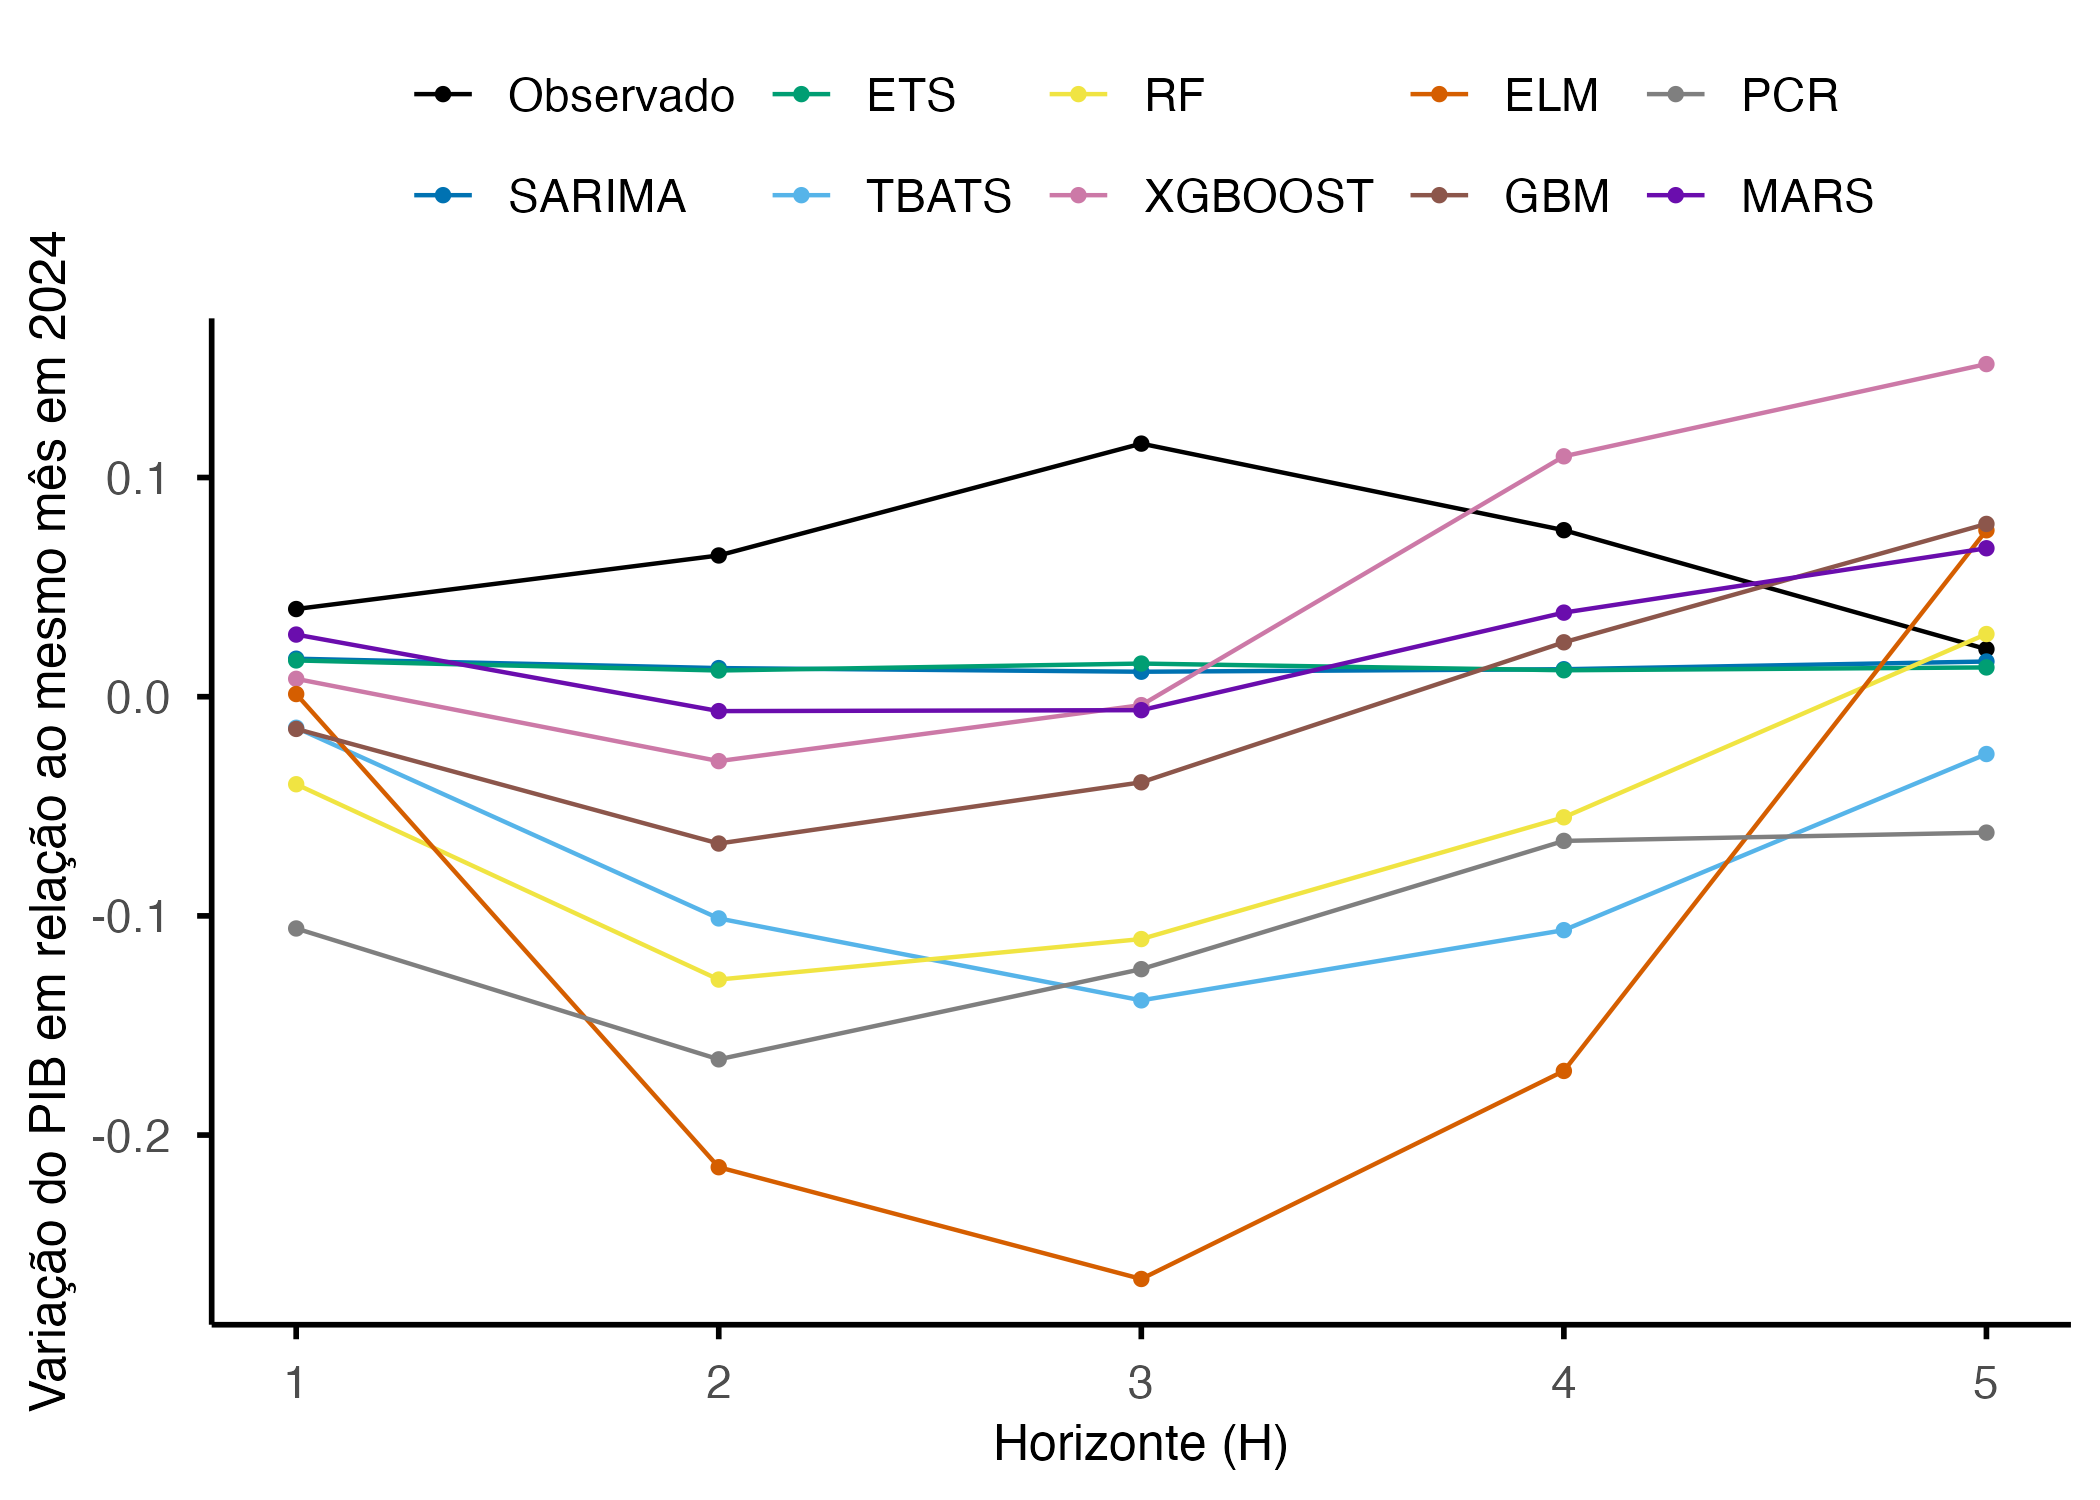 Observado ETS RF ELM PCR
SARIMA TBATS XGBOOST GBM MARS
Variação do PIB em relação ao mesmo mês em 2024
0.1
0.0
-0.1
-0.2
1 2 3 4 5
Horizonte (H)